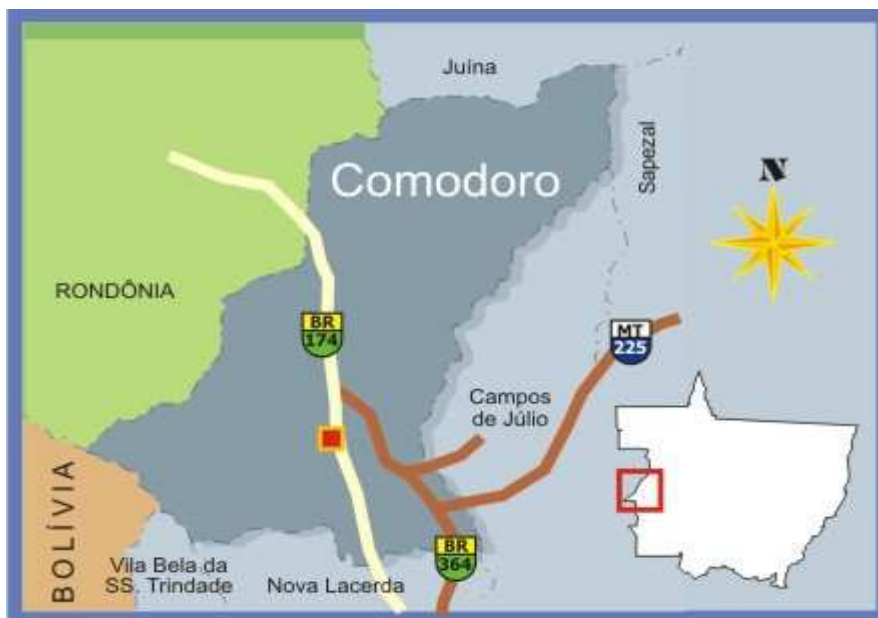 Juína
Sapezal
Comodoro
N
RONDÔNIA
BR
174
MT
225
Campos
de Júlio
BOLÍVIA
BR
364
Vila Bela da
SS. Trindade
Nova Lacerda